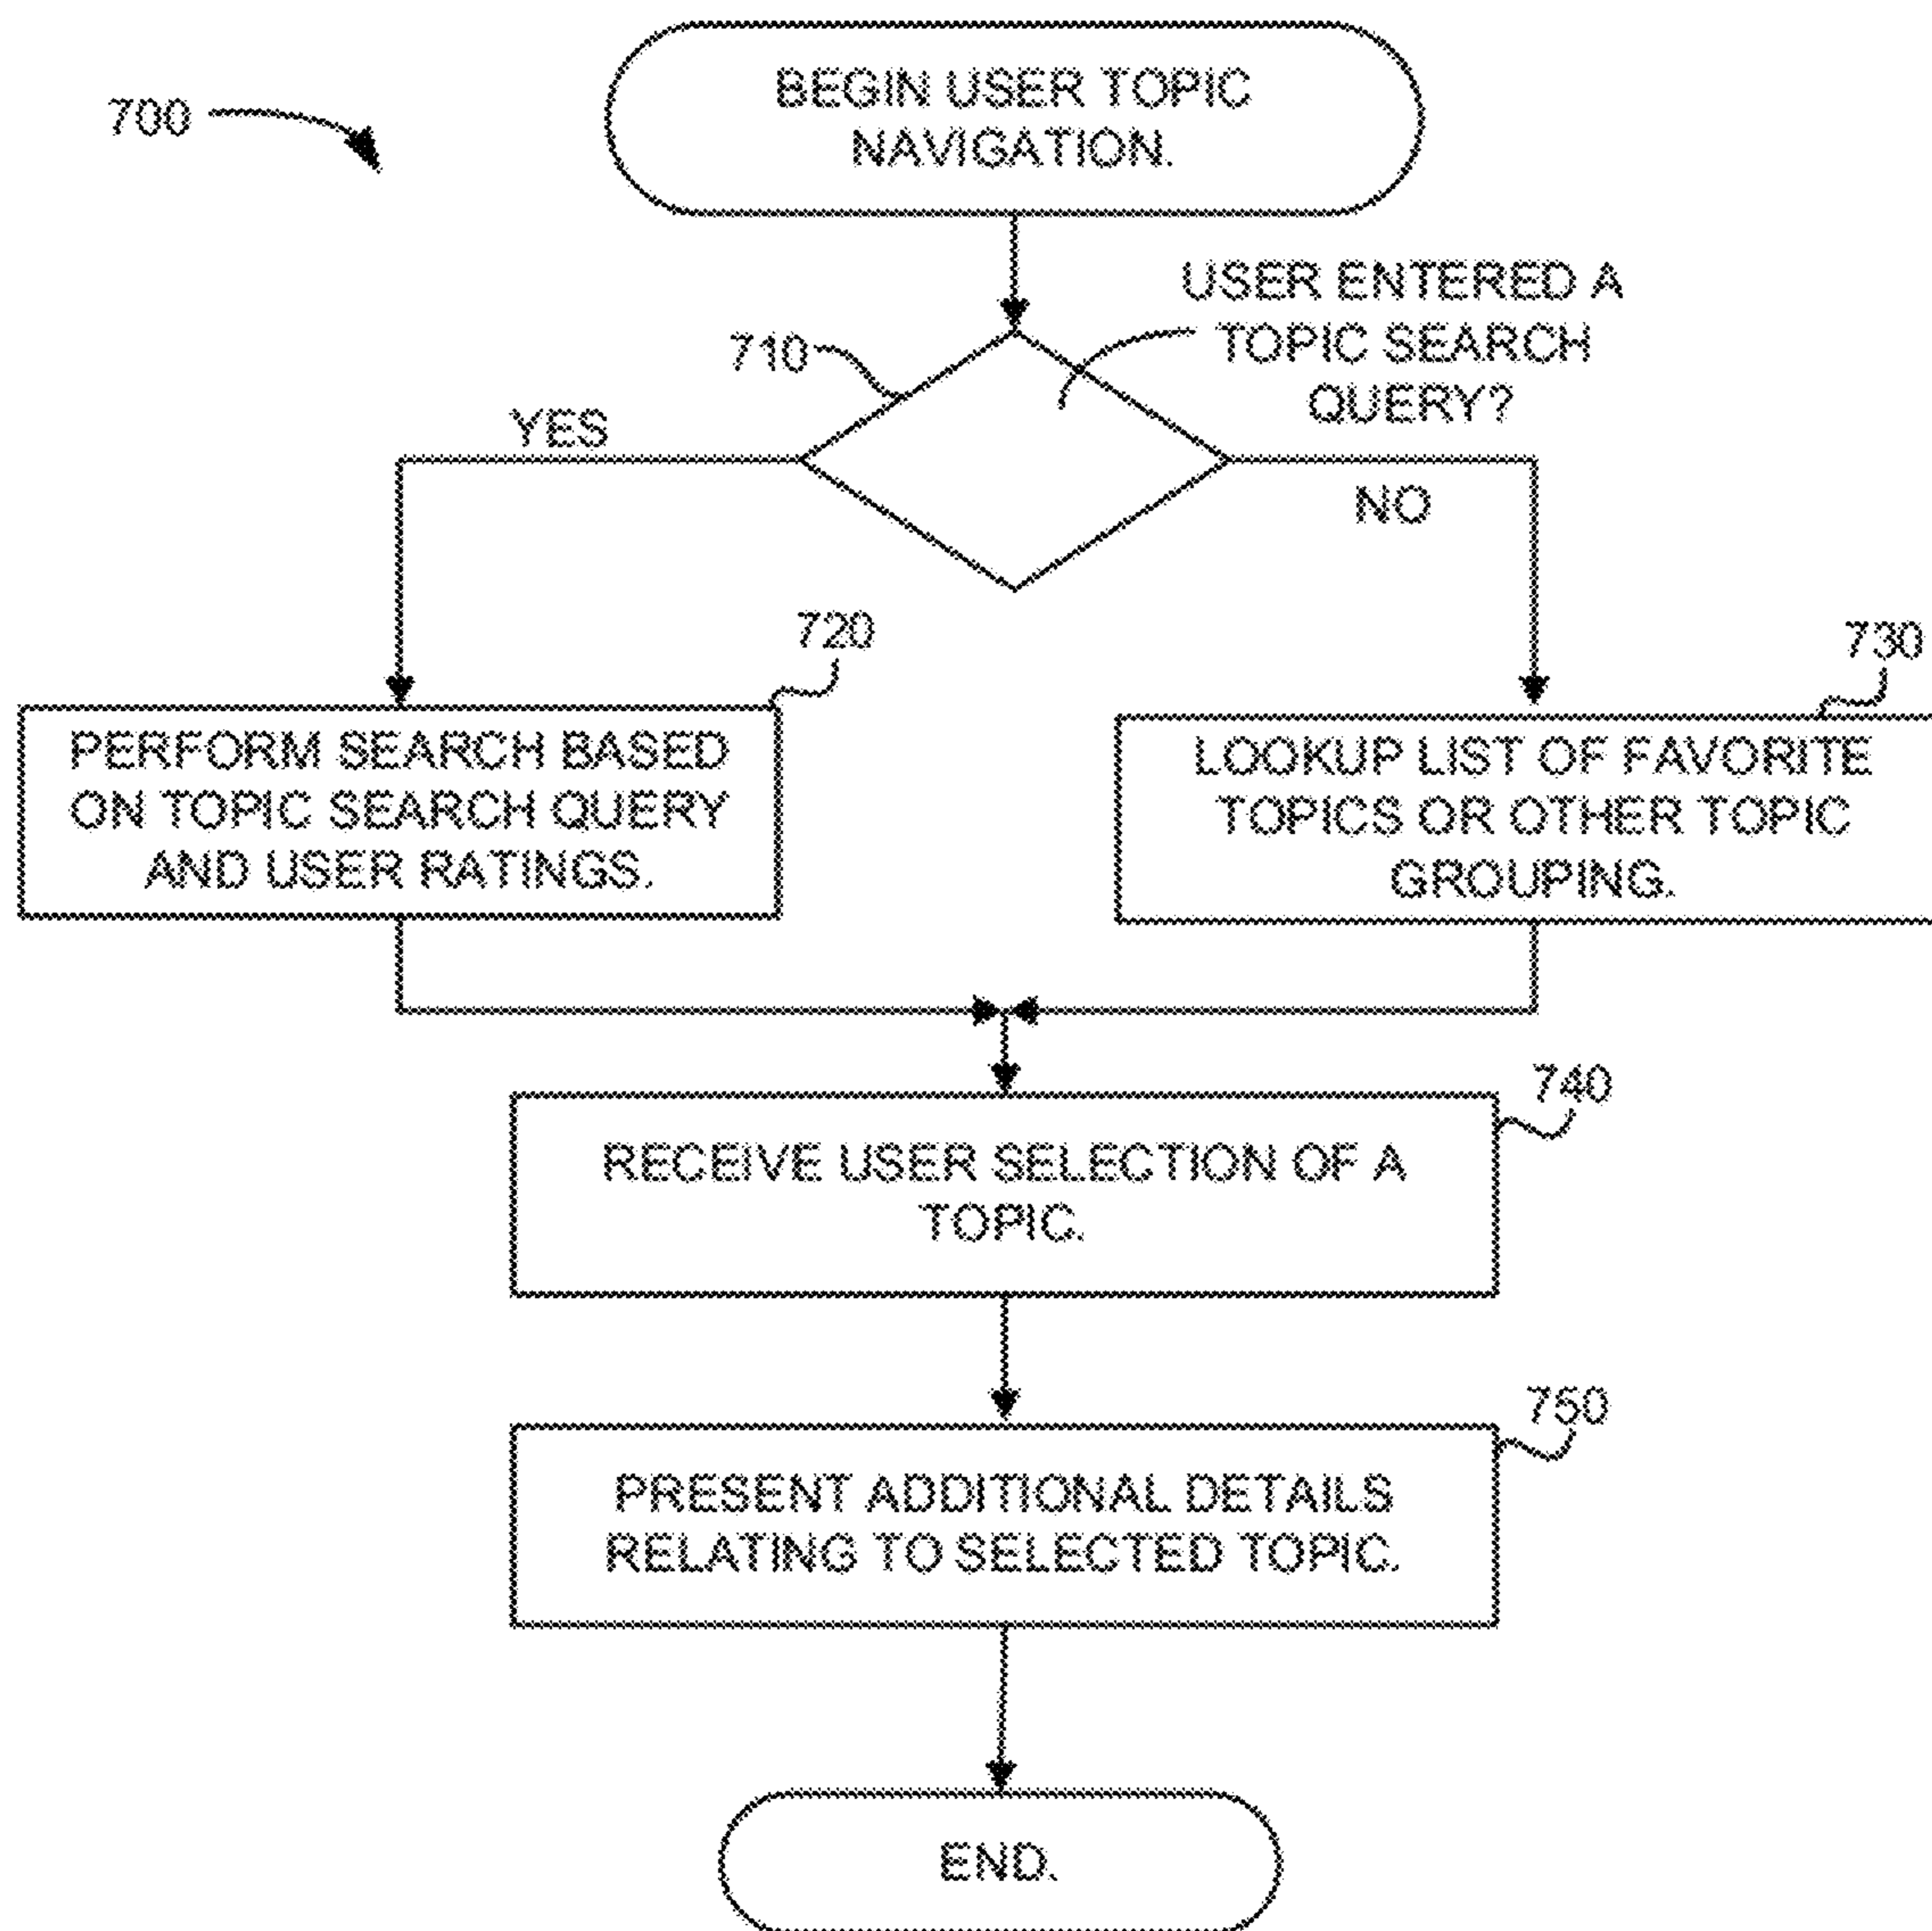 BEGIN USER TOPIC
NAVIGATION.
700
USER ENTERED A
TOPIC SEARCH
QUERY?
710
YES
NO
720
730
PERFORM SEARCH BASED
ON TOPIC SEARCH QUERY
AND USER RATINGS.
LOOKUP LIST OF FAVORITE
TOPICS OR OTHER TOPIC
GROUPING.
740
RECEIVE USER SELECTION OF A
TOPIC.
750
PRESENT ADDITIONAL DETAILS
RELATING TO SELECTED TOPIC.
END.